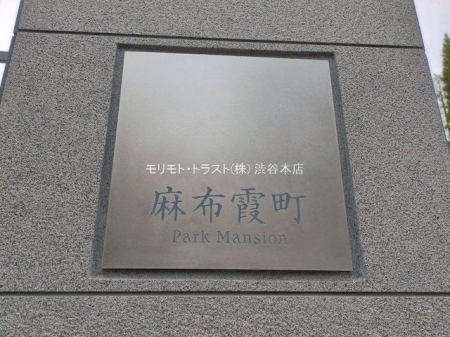 モリモト・トラスト(株) 渋谷本店
麻布霞町
Park Mansion